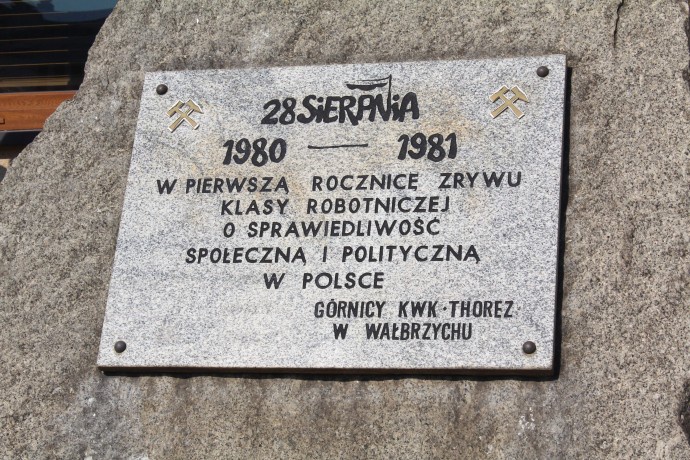 28 SIERPNIA
1980 — 1981
W PIERWSZĄ ROCZNICĘ ZRYWU
KLASY ROBOTNICZEJ
O SPRAWIEDLIWOŚĆ
SPOŁECZNĄ I POLITYCZNĄ
W POLSCE
GÓRNICY KWK·THOREZ
W WAŁBRZYCHU